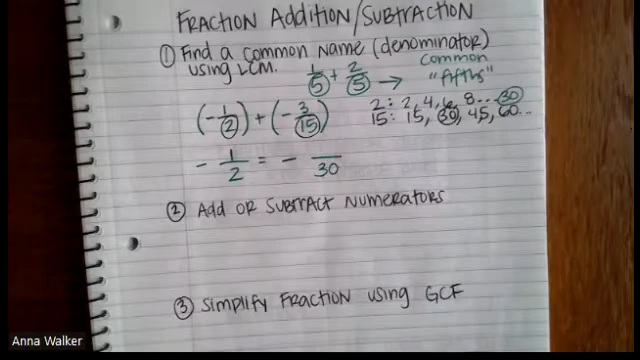 FRACTION Addition/SUBTRACTION
① Find a common Name (denominator)
using LCM.
1/5 + 2/5 → common "fifths"
(-1/2) + (-3/15)
2: 2, 4, 6, 8... 30
15: 15, 30, 45, 60...
- 1/2 = - /30
② Add OR SUBTRACT NUMERATORS
③ SIMPLIFY FRACTION using GCF
Anna Walker